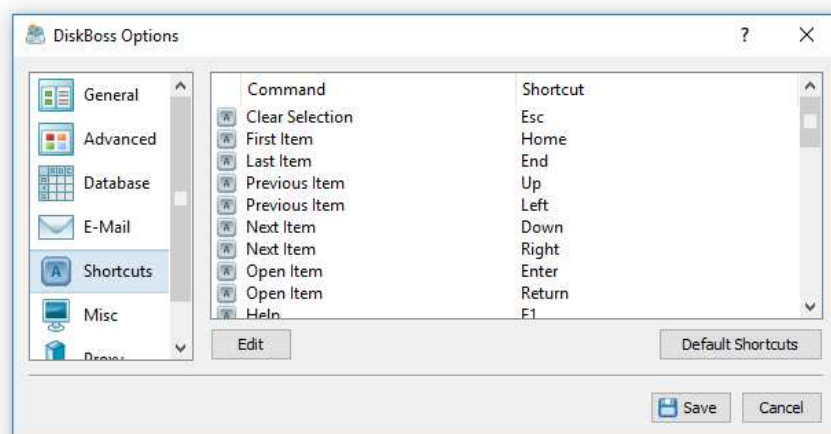 DiskBoss Options
General
Advanced
Database
E-Mail
Shortcuts
Misc
Proxy
Command Shortcut
Clear Selection Esc
First Item Home
Last Item End
Previous Item Up
Previous Item Left
Next Item Down
Next Item Right
Open Item Enter
Open Item Return
Help F1
Edit
Default Shortcuts
Save
Cancel